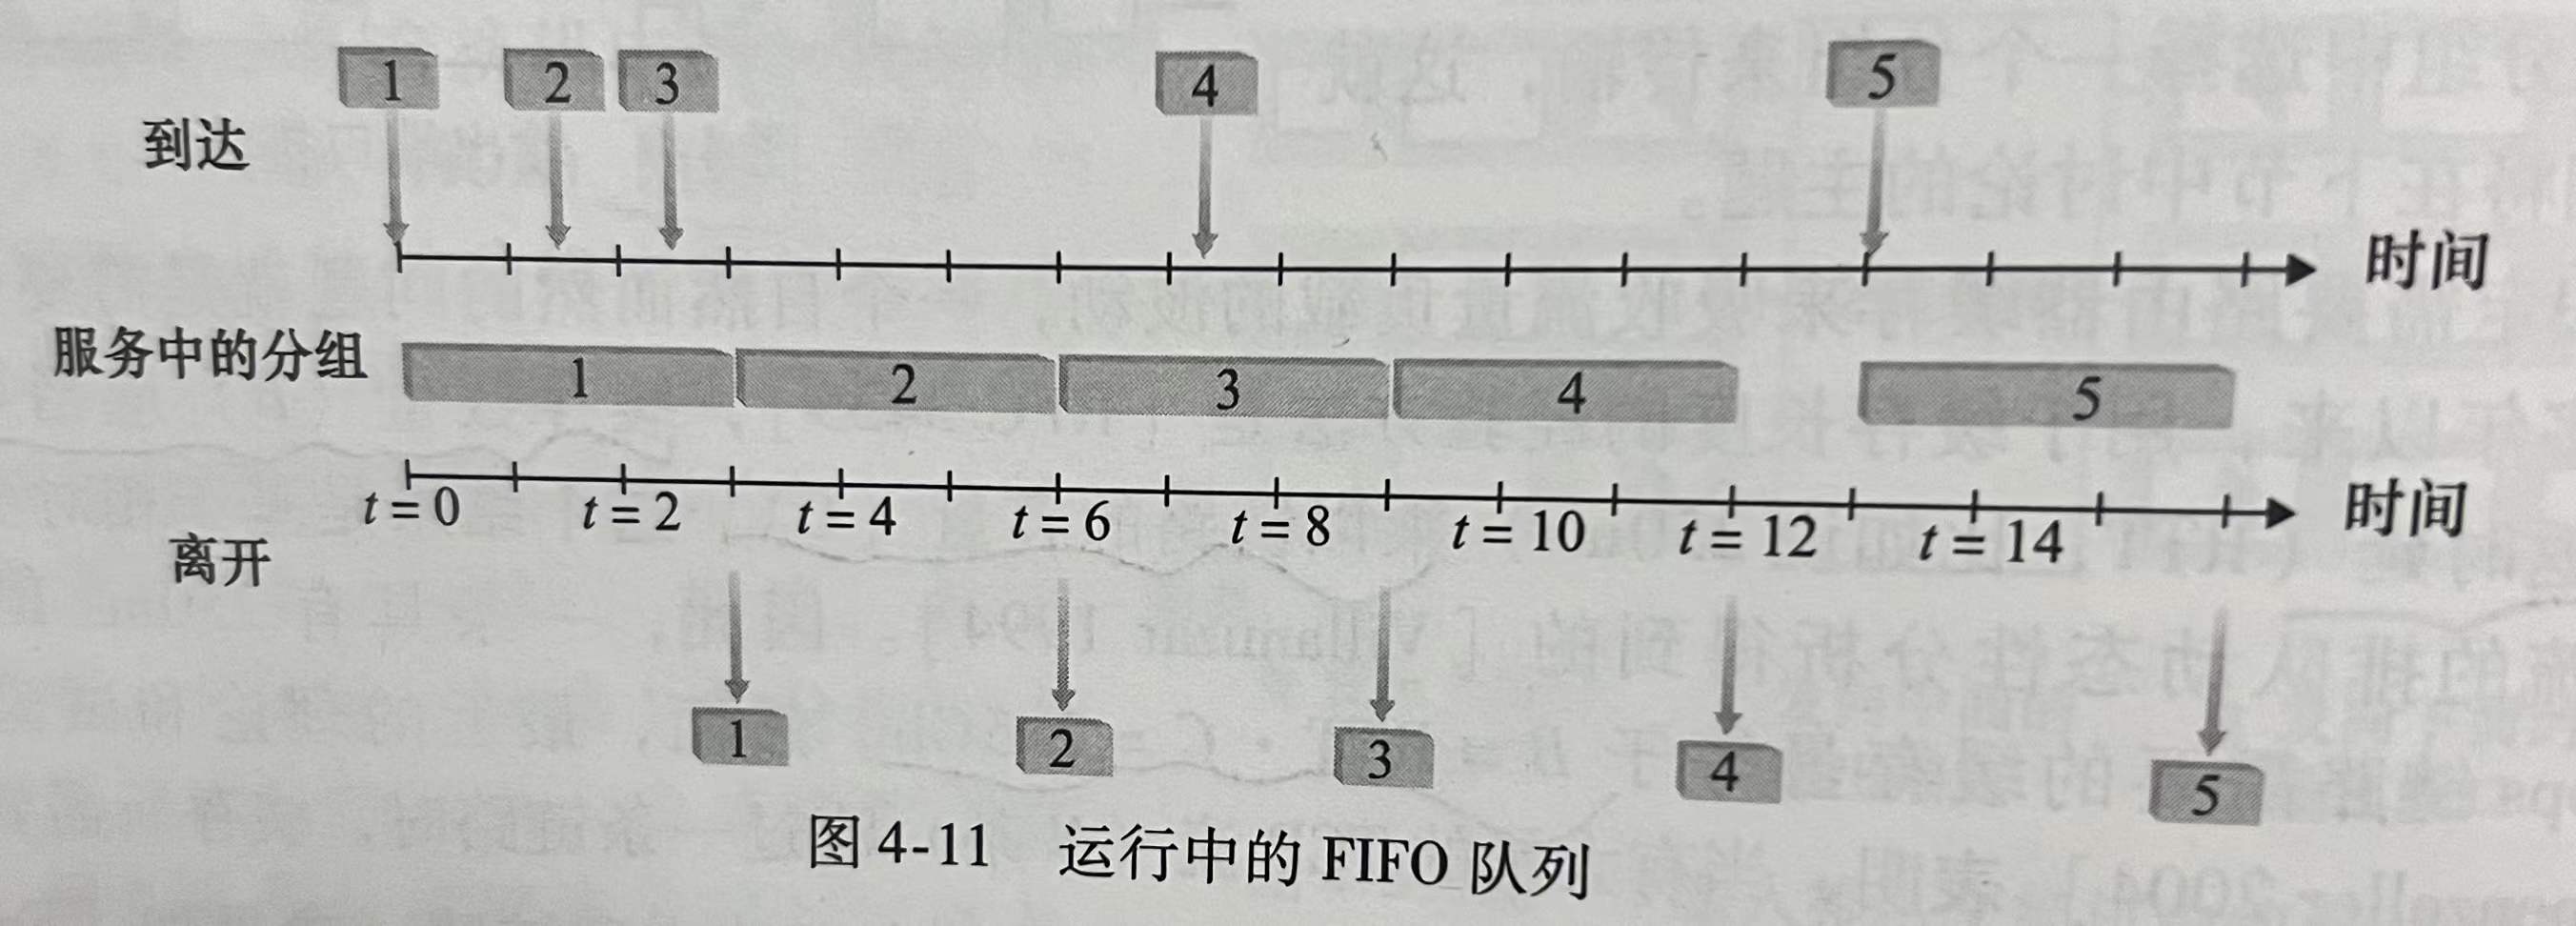 1 2 3 4 5
到达
时间
服务中的分组 1 2 3 4 5
t = 0 t = 2 t = 4 t = 6 t = 8 t = 10 t = 12 t = 14 时间
离开
1 2 3 4 5
图 4-11 运行中的 FIFO 队列